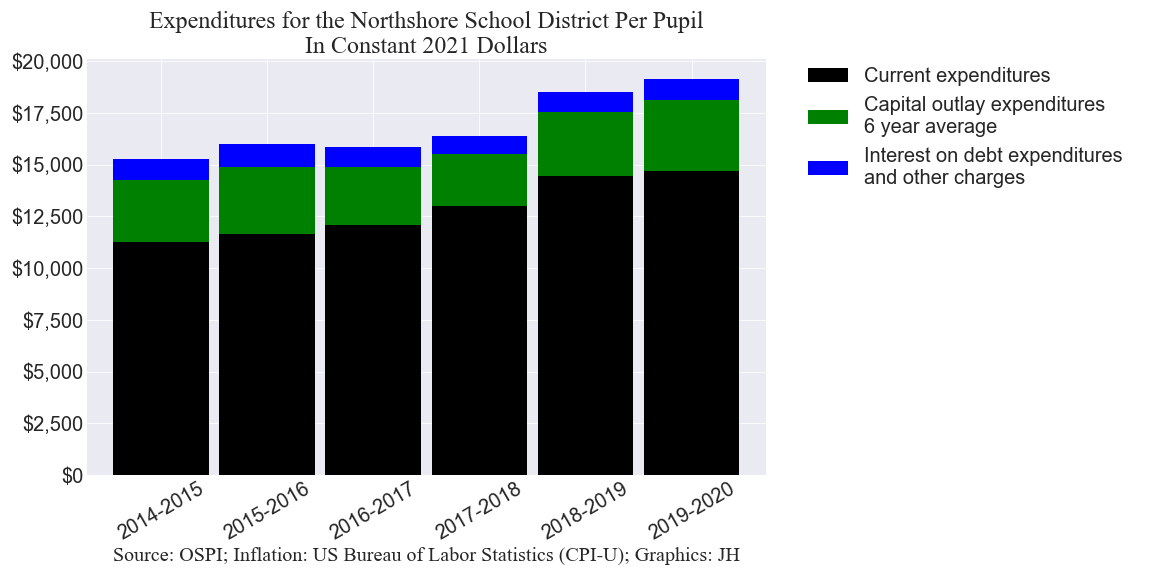 Expenditures for the Northshore School District Per Pupil
In Constant 2021 Dollars
$20,000
$17,500
$15,000
$12,500
$10,000
$7,500
$5,000
$2,500
$0
2014-2015
2015-2016
2016-2017
2017-2018
2018-2019
2019-2020
Current expenditures
Capital outlay expenditures
6 year average
Interest on debt expenditures
and other charges
Source: OSPI; Inflation: US Bureau of Labor Statistics (CPI-U); Graphics: JH